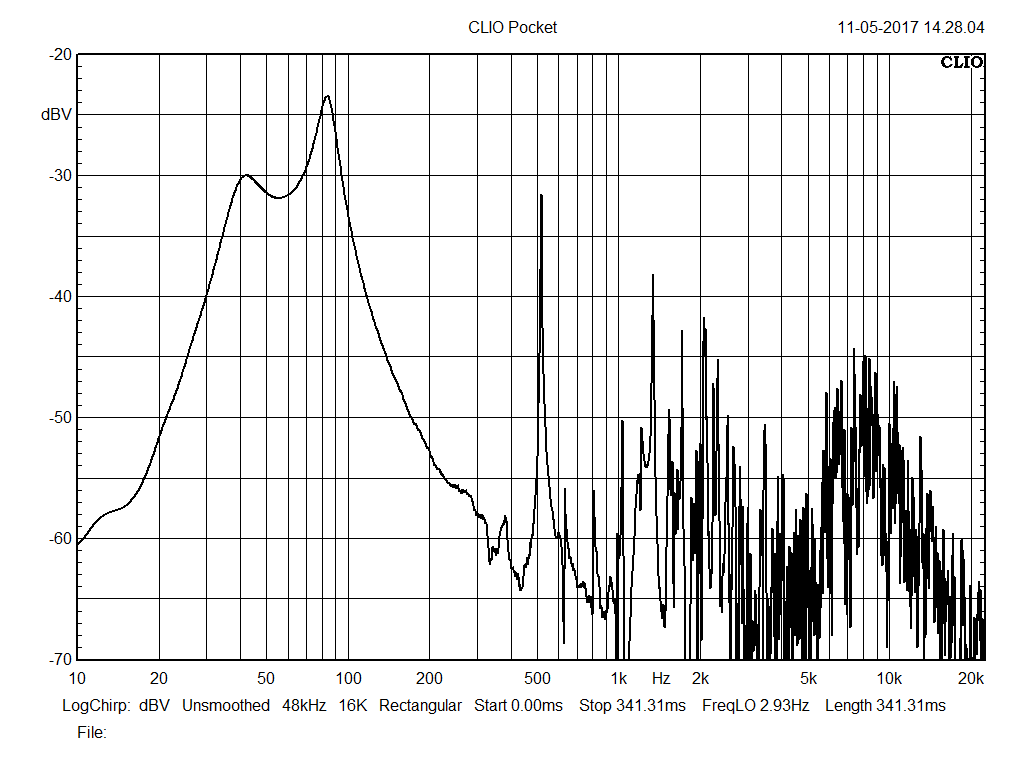 CLIO Pocket 11-05-2017 14.28.04
-20
CLIO
dBV
-30
-40
-50
-60
-70
10 20 50 100 200 500 1k Hz 2k 5k 10k 20k
LogChirp: dBV Unsmoothed 48kHz 16K Rectangular Start 0.00ms Stop 341.31ms FreqLO 2.93Hz Length 341.31ms
File: